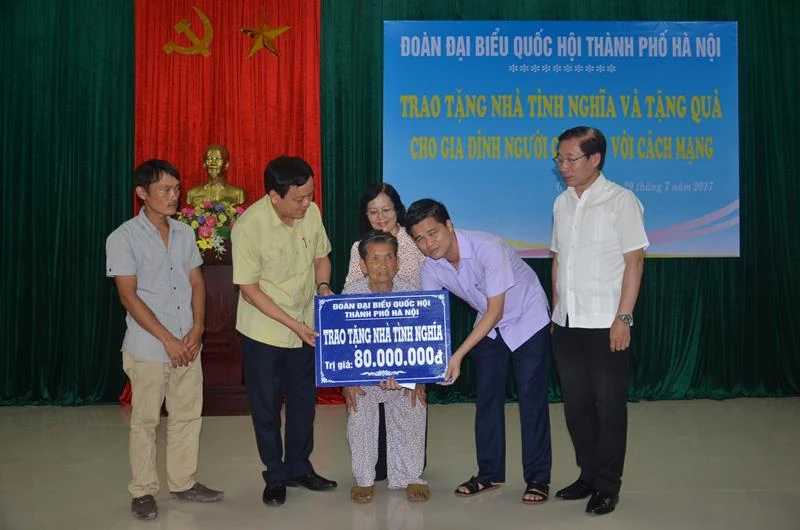 ĐOÀN ĐẠI BIỂU QUỐC HỘI THÀNH PHỐ HÀ NỘI
**********
TRAO TẶNG NHÀ TÌNH NGHĨA VÀ TẶNG QUÀ
CHO GIA ĐÌNH NGƯỜI VỚI CÁCH MẠNG
29 tháng 7 năm 2017
ĐOÀN ĐẠI BIỂU QUỐC HỘI
THÀNH PHỐ HÀ NỘI
TRAO TẶNG NHÀ TÌNH NGHĨA
Trị giá: 80.000.000đ